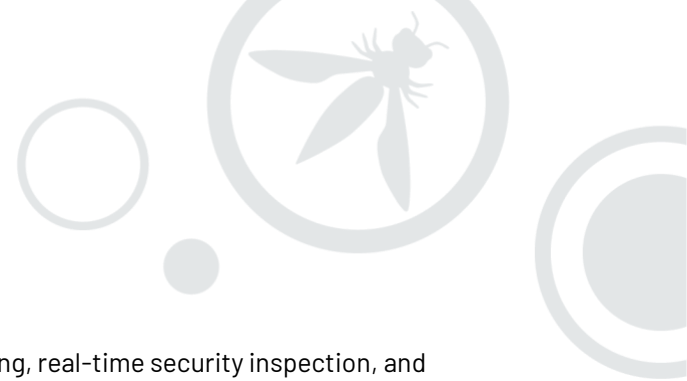 ng, real-time security inspection, and